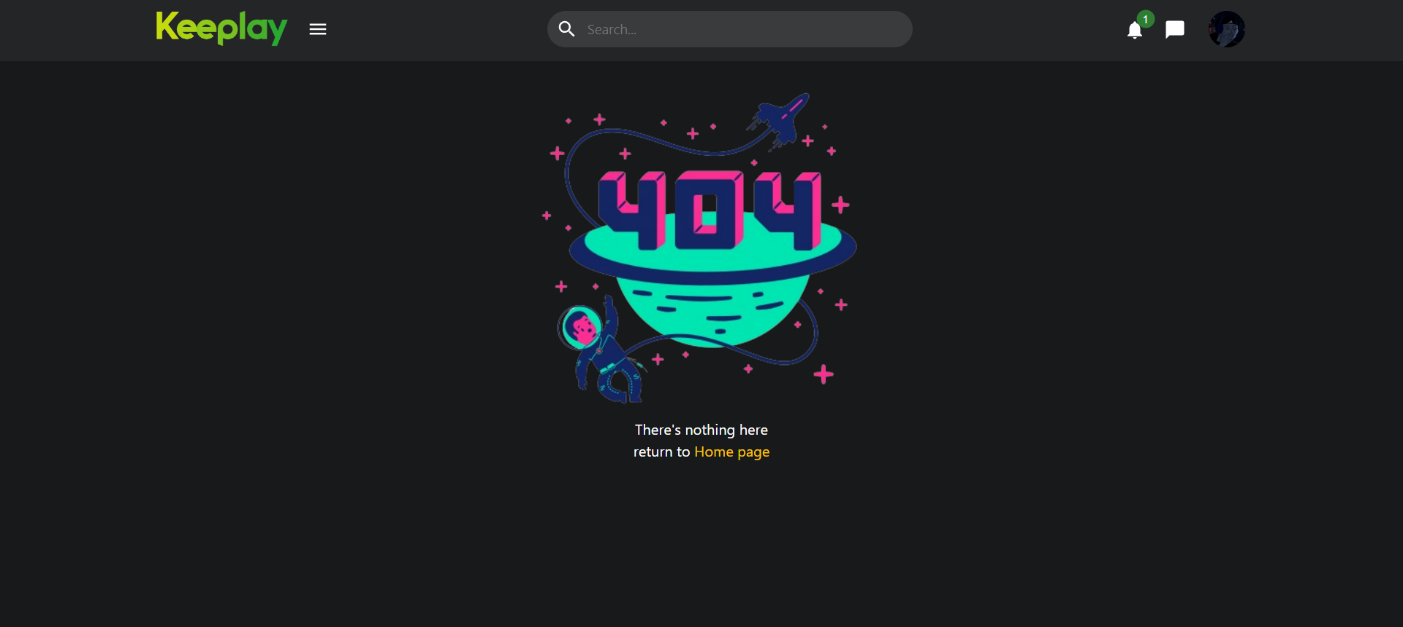 Keeplay
Search...
1
404
There's nothing here
return to Home page